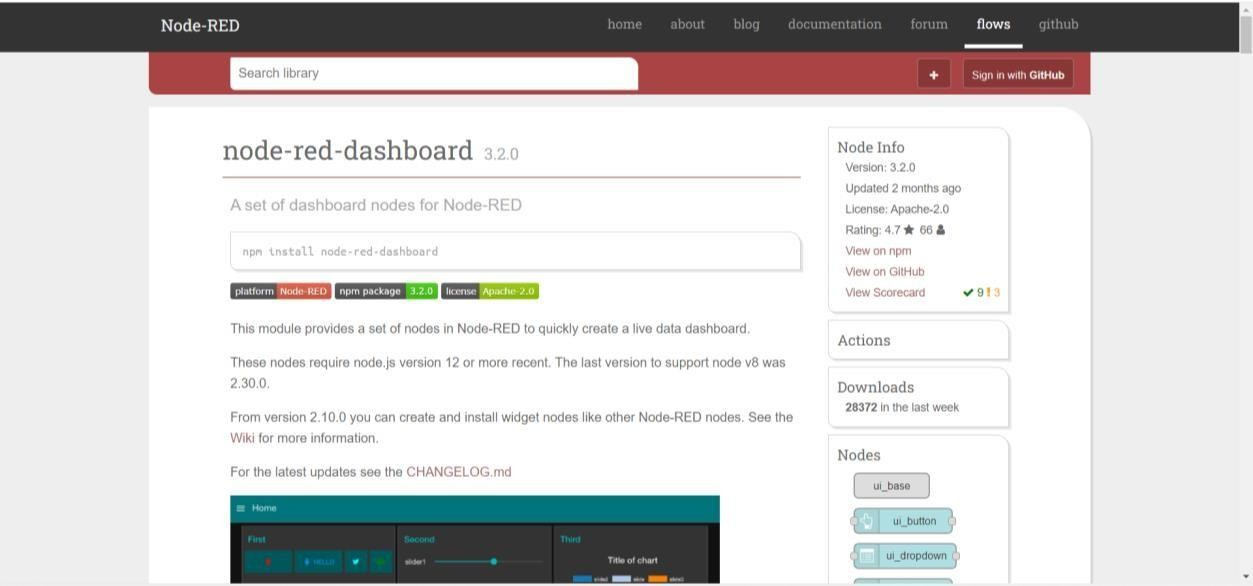 Node-RED
home about blog documentation forum flows github
Search library
+ Sign in with GitHub
node-red-dashboard 3.2.0
A set of dashboard nodes for Node-RED
npm install node-red-dashboard
platform Node-RED npm package 3.2.0 license Apache-2.0
This module provides a set of nodes in Node-RED to quickly create a live data dashboard.
These nodes require node.js version 12 or more recent. The last version to support node v8 was
2.30.0.
From version 2.10.0 you can create and install widget nodes like other Node-RED nodes. See the
Wiki for more information.
For the latest updates see the CHANGELOG.md
Home
First
HELLO
Second
slider1
Third
Title of chart
Node Info
Version: 3.2.0
Updated 2 months ago
License: Apache-2.0
Rating: 4.7 66
View on npm
View on GitHub
View Scorecard 9 3
Actions
Downloads
28372 in the last week
Nodes
ui_base
ui_button
ui_dropdown